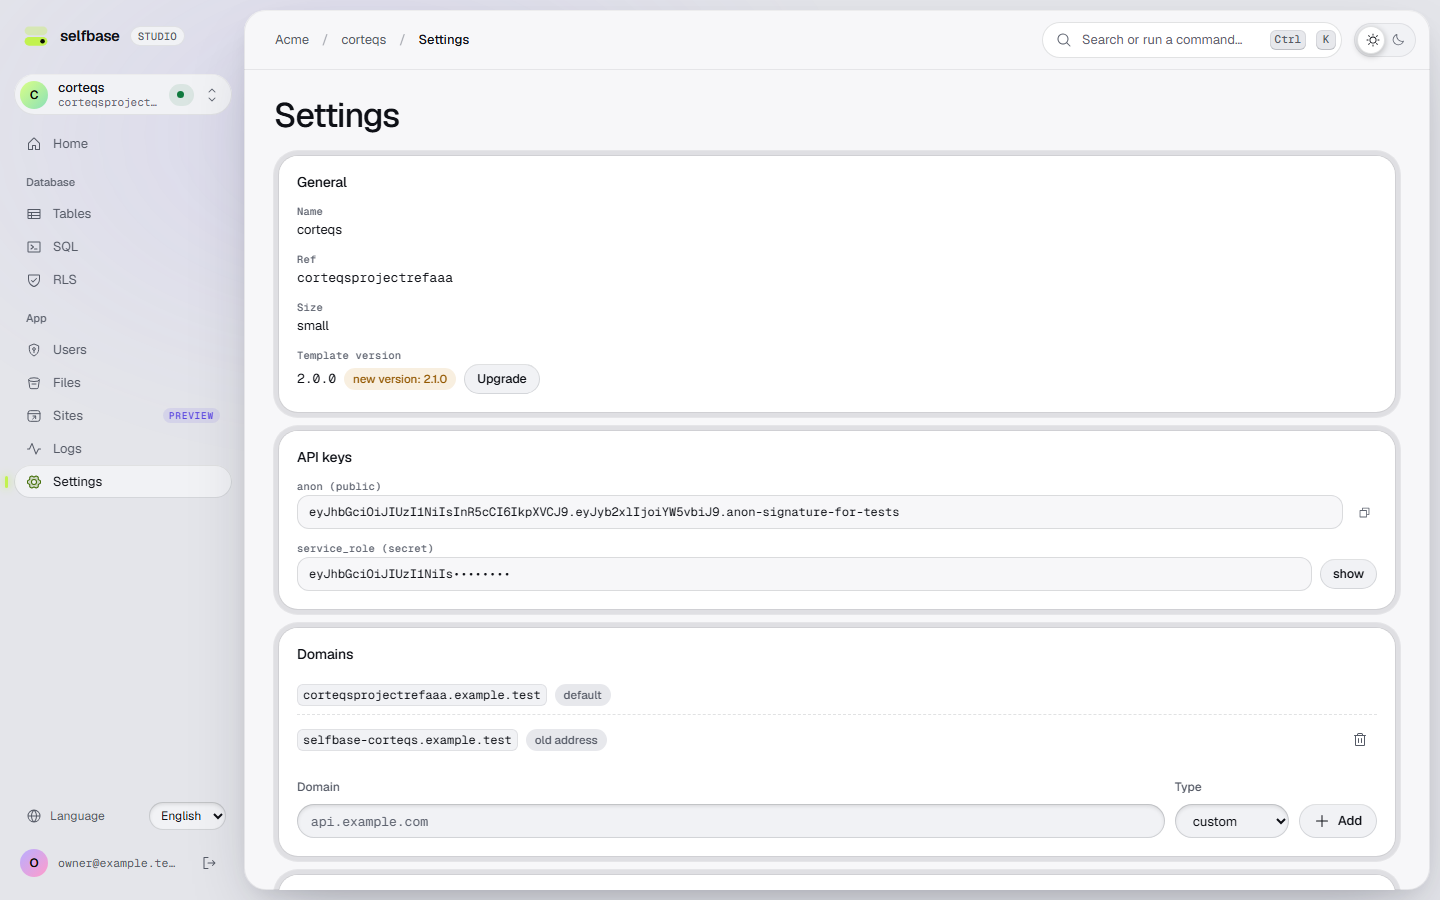 selfbase STUDIO
C corteqs
corteqsproject…
Home
Database
Tables
SQL
RLS
App
Users
Files
Sites PREVIEW
Logs
Settings
Language English
O owner@example.te…
Acme / corteqs / Settings
Search or run a command… Ctrl K
Settings
General
Name
corteqs
Ref
corteqsprojectrefaaa
Size
small
Template version
2.0.0 new version: 2.1.0 Upgrade
API keys
anon (public)
eyJhbGciOiJIUzI1NiIsInR5cCI6IkpXVCJ9.eyJyb2xlIjoiYW5vbiJ9.anon-signature-for-tests
service_role (secret)
eyJhbGciOiJIUzI1NiIs•••••••• show
Domains
corteqsprojectrefaaa.example.test default
selfbase-corteqs.example.test old address
Domain Type
api.example.com custom Add